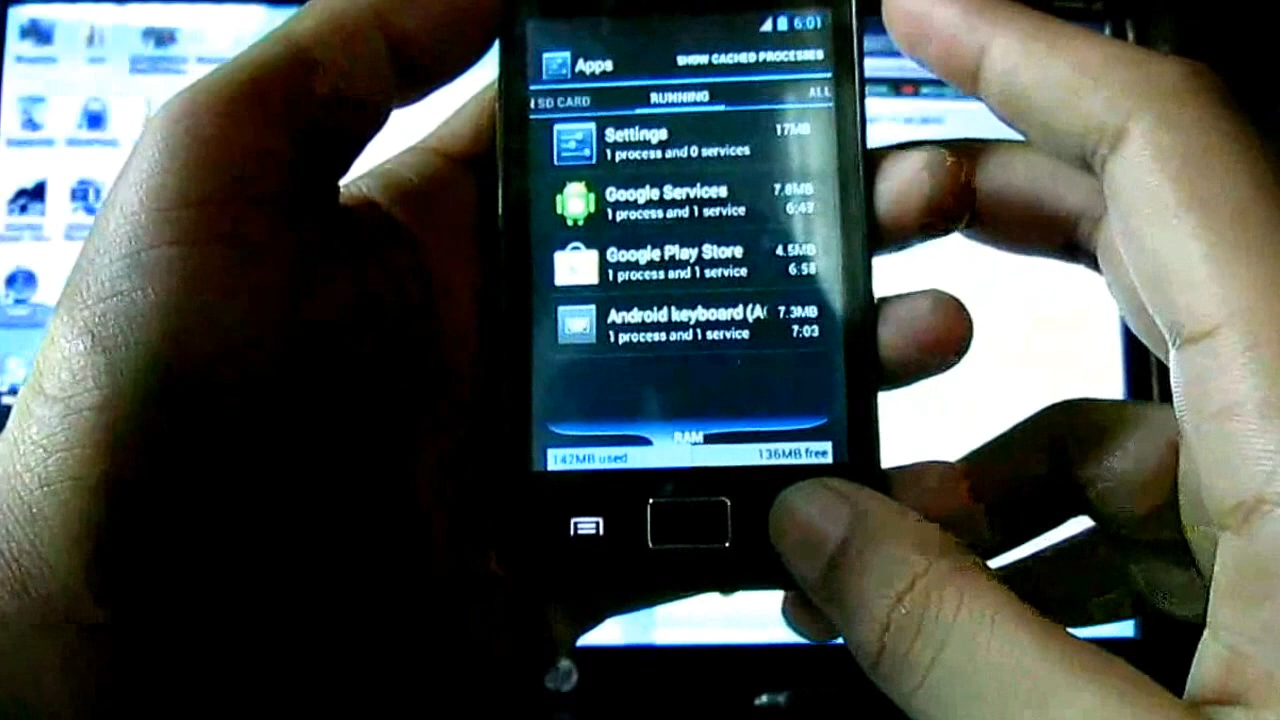 6:01
Apps
SHOW CACHED PROCESSES
SD CARD
RUNNING
ALL
Settings
17MB
1 process and 0 services
Google Services
7.8MB
1 process and 1 service
6:49
Google Play Store
4.5MB
1 process and 1 service
6:58
Android keyboard (A
7.3MB
1 process and 1 service
7:03
RAM
142MB used
136MB free